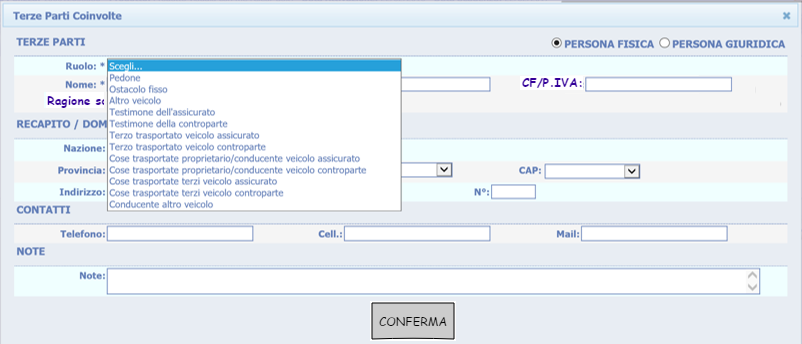 Terze Parti Coinvolte
TERZE PARTI
PERSONA FISICA PERSONA GIURIDICA
Ruolo: * Scegli...
Pedone
Nome: * CF/P.IVA:
Ostacolo fisso
Altro veicolo
Ragione so
Testimone dell'assicurato
Testimone della controparte
RECAPITO / DOM
Terzo trasportato veicolo assicurato
Terzo trasportato veicolo controparte
Nazione:
Cose trasportate proprietario/conducente veicolo assicurato
Provincia: Cose trasportate proprietario/conducente veicolo controparte CAP:
Cose trasportate terzi veicolo assicurato
Indirizzo: Cose trasportate terzi veicolo controparte N°:
Conducente altro veicolo
CONTATTI
Telefono: Cell.: Mail:
NOTE
Note:
CONFERMA